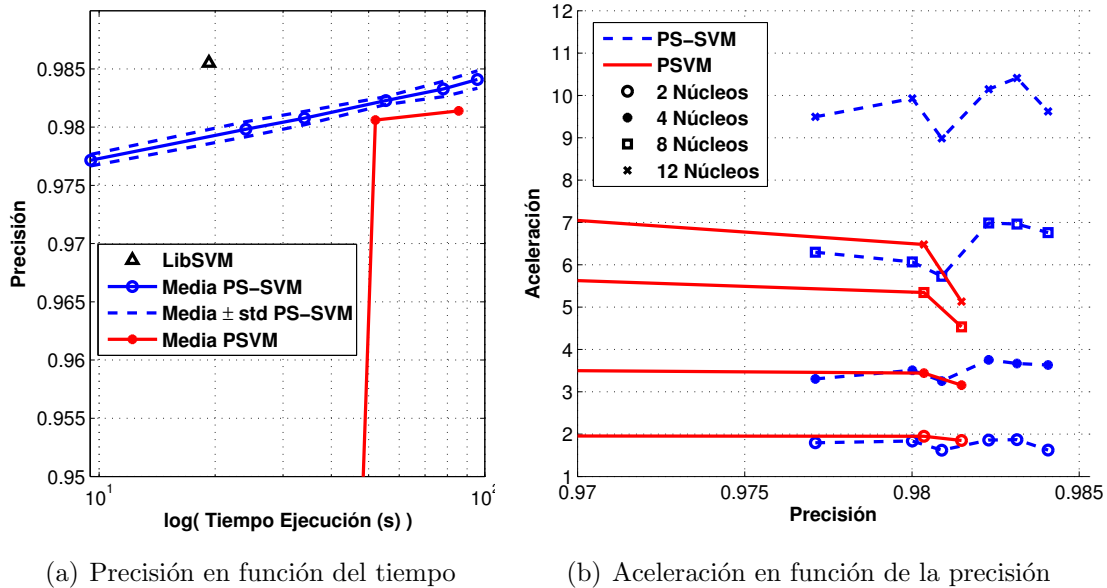 0.985
0.98
0.975
0.97
0.965
0.96
0.955
0.95
Precisión
LibSVM
Media PS−SVM
Media ± std PS−SVM
Media PSVM
10¹
10²
log( Tiempo Ejecución (s) )
12
11
10
9
8
7
6
5
4
3
2
1
Aceleración
PS−SVM
PSVM
2 Núcleos
4 Núcleos
8 Núcleos
12 Núcleos
0.97
0.975
0.98
0.985
Precisión
(a) Precisión en función del tiempo
(b) Aceleración en función de la precisión